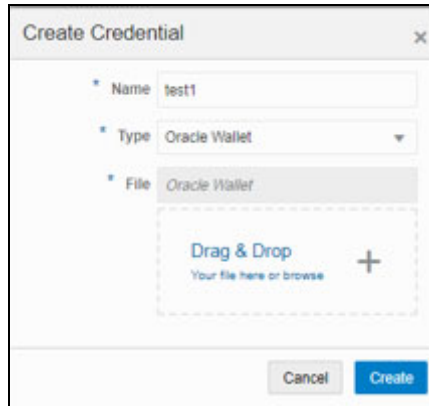 Create Credential
×
* Name test1
* Type Oracle Wallet
* File Oracle Wallet
Drag & Drop
Your file here or browse
+
Cancel Create